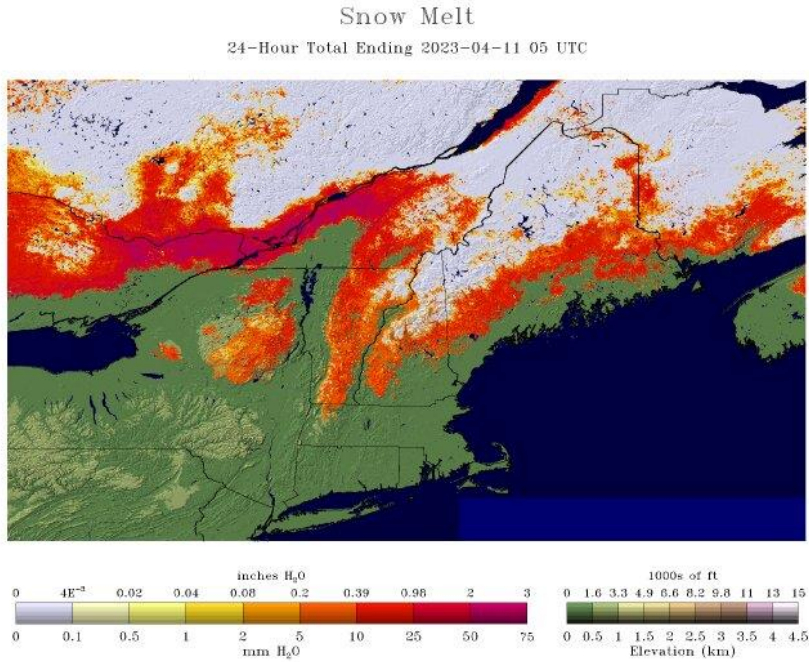 Snow Melt
24-Hour Total Ending 2023-04-11 05 UTC
inches H₂O
0 4E⁻³ 0.02 0.04 0.08 0.2 0.39 0.98 2 3
0 0.1 0.5 1 2 5 10 25 50 75
mm H₂O
1000s of ft
0 1.6 3.3 4.9 6.6 8.2 9.8 11 13 15
0 0.5 1 1.5 2 2.5 3 3.5 4 4.5
Elevation (km)